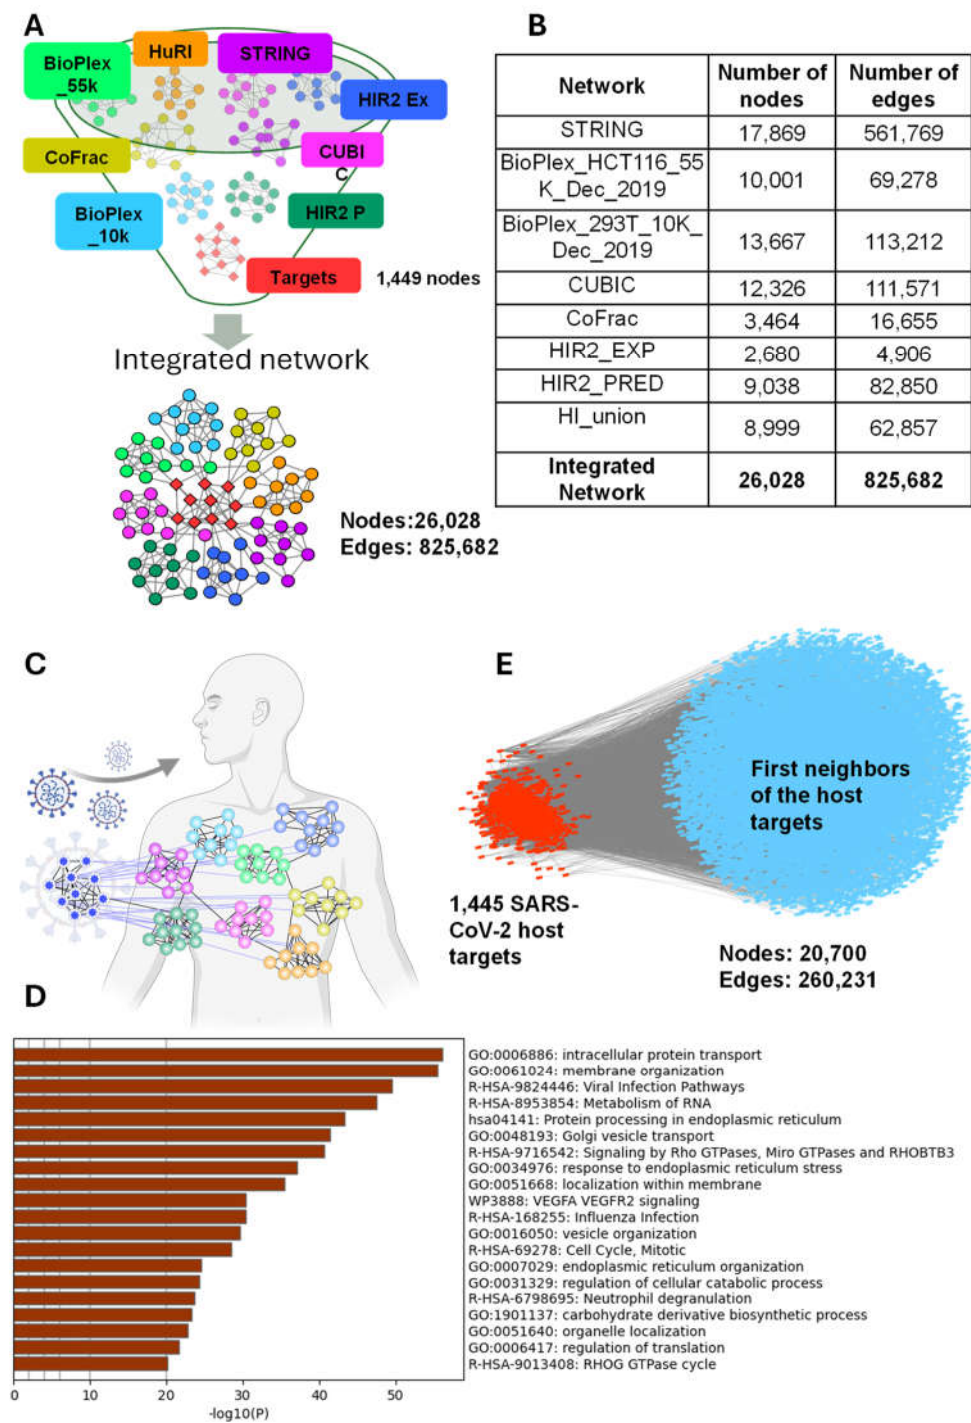 A
BioPlex
_55k
HuRI
STRING
HIR2 Ex
CoFrac
CUBI
C
BioPlex
_10k
HIR2 P
Targets
1,449 nodes
Integrated network
Nodes:26,028
Edges: 825,682
B
Network Number of nodes Number of edges
STRING 17,869 561,769
BioPlex_HCT116_55
K_Dec_2019 10,001 69,278
BioPlex_293T_10K_
Dec_2019 13,667 113,212
CUBIC 12,326 111,571
CoFrac 3,464 16,655
HIR2_EXP 2,680 4,906
HIR2_PRED 9,038 82,850
HI_union 8,999 62,857
Integrated
Network 26,028 825,682
C
E
First neighbors
of the host
targets
1,445 SARS-
CoV-2 host
targets
Nodes: 20,700
Edges: 260,231
D
GO:0006886: intracellular protein transport
GO:0061024: membrane organization
R-HSA-9824446: Viral Infection Pathways
R-HSA-8953854: Metabolism of RNA
hsa04141: Protein processing in endoplasmic reticulum
GO:0048193: Golgi vesicle transport
R-HSA-9716542: Signaling by Rho GTPases, Miro GTPases and RHOBTB3
GO:0034976: response to endoplasmic reticulum stress
GO:0051668: localization within membrane
WP3888: VEGFA VEGFR2 signaling
R-HSA-168255: Influenza Infection
GO:0016050: vesicle organization
R-HSA-69278: Cell Cycle, Mitotic
GO:0007029: endoplasmic reticulum organization
GO:0031329: regulation of cellular catabolic process
R-HSA-6798695: Neutrophil degranulation
GO:1901137: carbohydrate derivative biosynthetic process
GO:0051640: organelle localization
GO:0006417: regulation of translation
R-HSA-9013408: RHOG GTPase cycle
0 10 20 30 40 50
-log10(P)